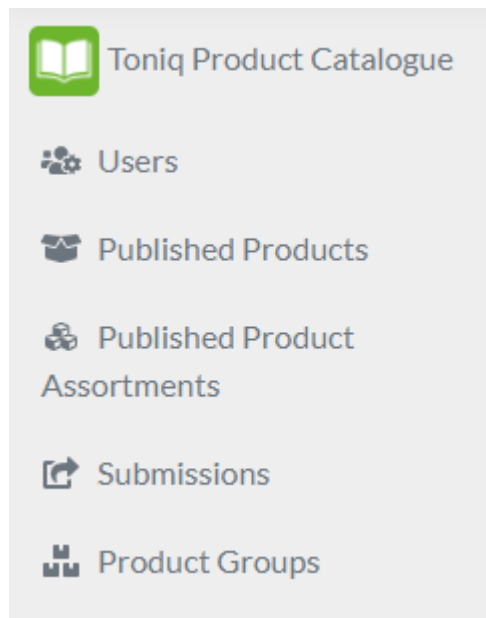 Toniq Product Catalogue
Users
Published Products
Published Product
Assortments
Submissions
Product Groups